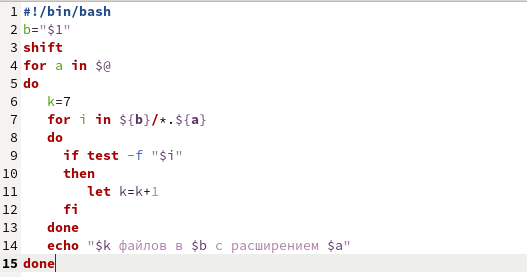 1 #!/bin/bash
2 b="$1"
3 shift
4 for a in $@
5 do
6    k=7
7    for i in ${b}/*.${a}
8    do
9      if test -f "$i"
10      then
11         let k=k+1
12      fi
13    done
14    echo "$k файлов в $b с расширением $a"
15 done